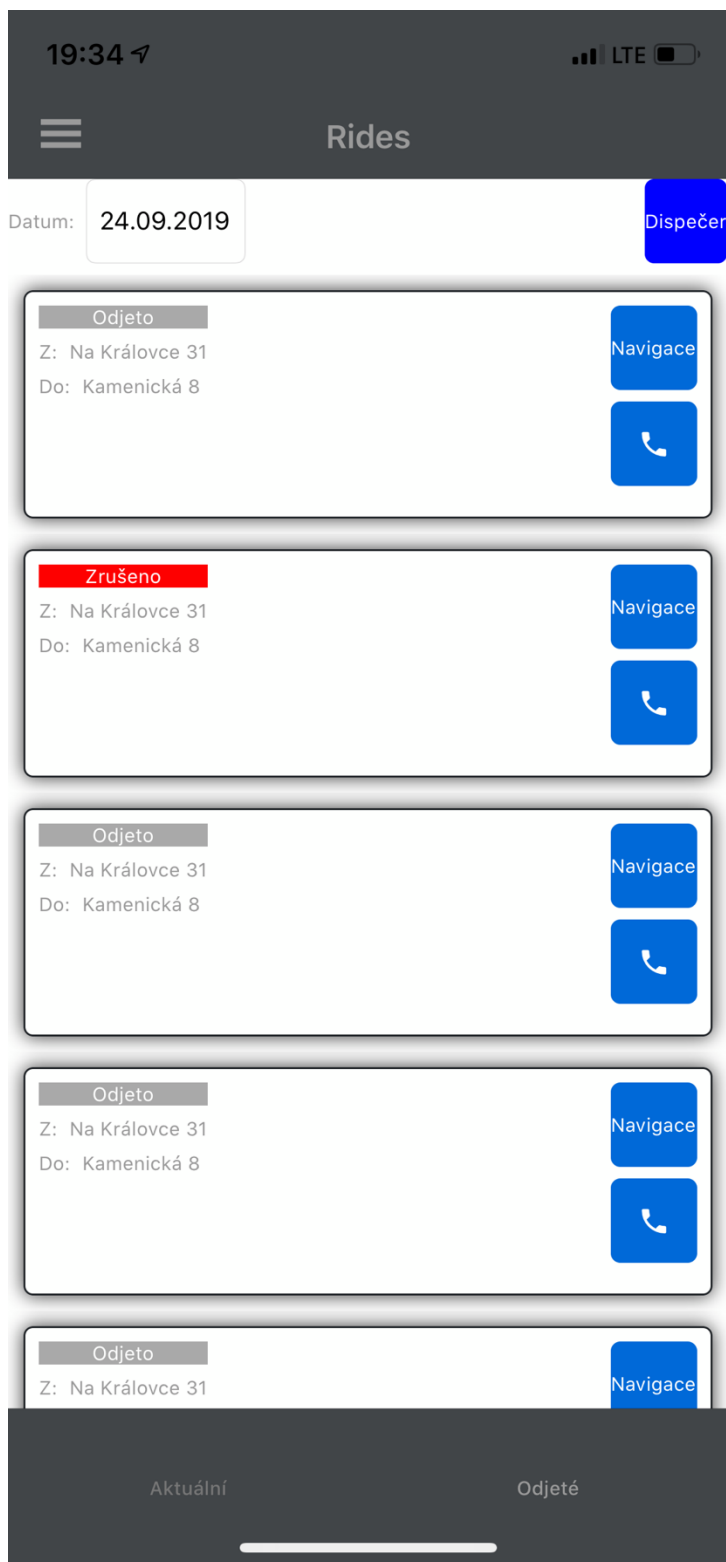 19:34 LTE
Rides
Datum: 24.09.2019 Dispečer
Odjeto
Z: Na Královce 31
Do: Kamenická 8
Navigace
Zrušeno
Z: Na Královce 31
Do: Kamenická 8
Navigace
Odjeto
Z: Na Královce 31
Do: Kamenická 8
Navigace
Odjeto
Z: Na Královce 31
Do: Kamenická 8
Navigace
Odjeto
Z: Na Královce 31
Navigace
Aktuální Odjeté